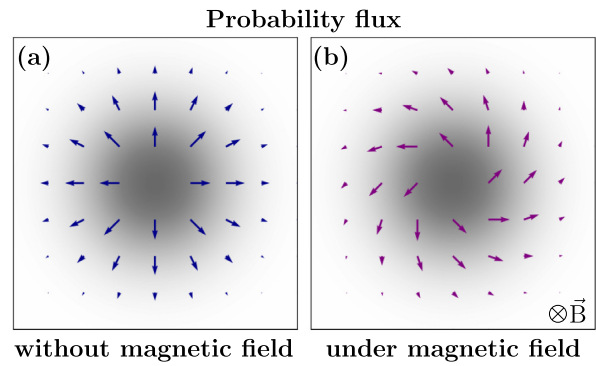 Probability flux
(a)
(b)
⊗B⃗
without magnetic field
under magnetic field